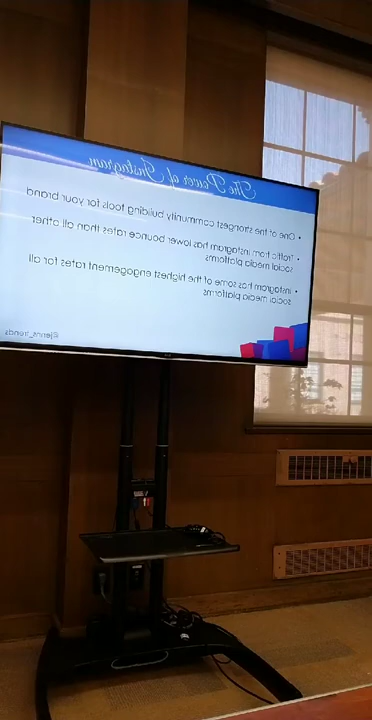 The Power of Instagram
• One of the strongest community building tools for your brand
• Traffic from Instagram has lower bounce rates than all other
social media platforms
• Instagram has some of the highest engagement rates for all
social media platforms
@jenns_trends